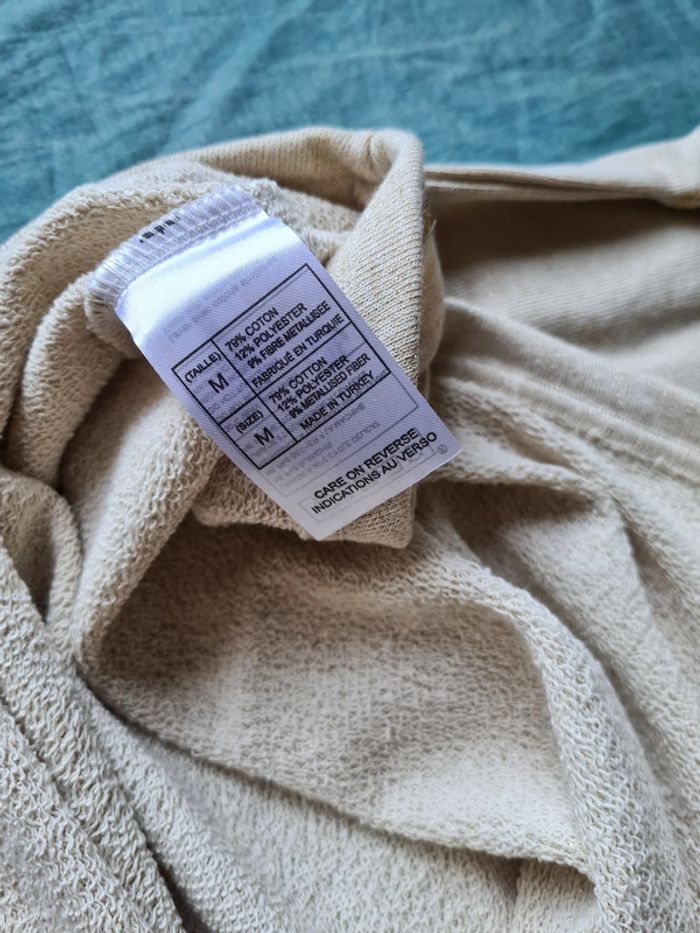 (TAILLE)
M
79% COTON
12% POLYESTER
9% FIBRE METALLISEE
FABRIQUÉ EN TURQUIE
(SIZE)
M
79% COTTON
12% POLYESTER
9% METALLISED FIBER
MADE IN TURKEY
CARE ON REVERSE
INDICATIONS AU VERSO